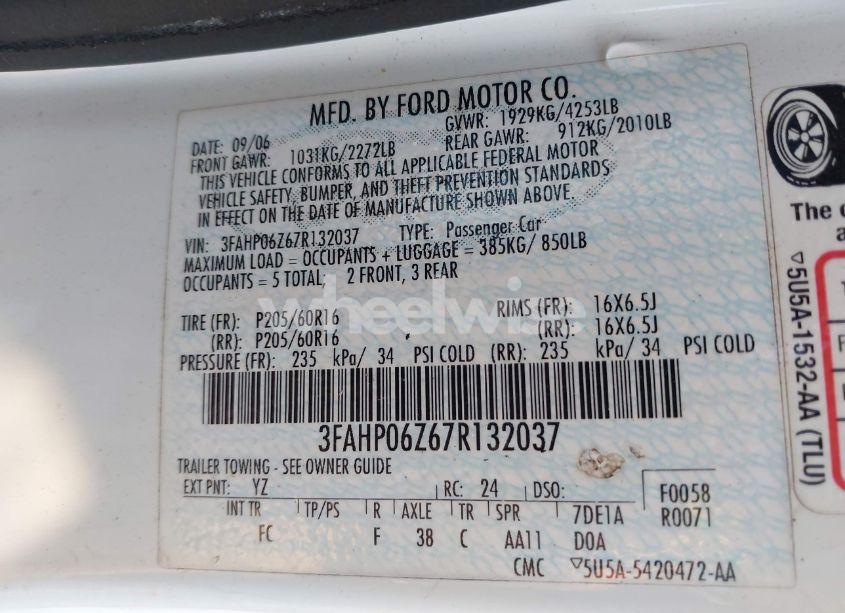 MFD. BY FORD MOTOR CO.
DATE: 09/06 GVWR: 1929KG/4253LB
FRONT GAWR: 1031KG/2272LB REAR GAWR: 912KG/2010LB
THIS VEHICLE CONFORMS TO ALL APPLICABLE FEDERAL MOTOR
VEHICLE SAFETY, BUMPER, AND THEFT PREVENTION STANDARDS
IN EFFECT ON THE DATE OF MANUFACTURE SHOWN ABOVE.
VIN: 3FAHP06Z67R132037 TYPE: Passenger Car
MAXIMUM LOAD = OCCUPANTS + LUGGAGE = 385KG/ 850LB
OCCUPANTS = 5 TOTAL, 2 FRONT, 3 REAR
wheelwise
TIRE (FR): P205/60R16 RIMS (FR): 16X6.5J
(RR): P205/60R16 (RR): 16X6.5J
PRESSURE (FR): 235 kPa/ 34 PSI COLD (RR): 235 kPa/ 34 PSI COLD
3FAHP06Z67R132037
TRAILER TOWING - SEE OWNER GUIDE
EXT PNT: YZ RC: 24 DSO: F0058
INT TR TP/PS R AXLE TR SPR 7DE1A R0071
FC F 38 C AA11 DOA
CMC ▽5U5A-5420472-AA
The
▽5U5A-1532-AA (TLU)